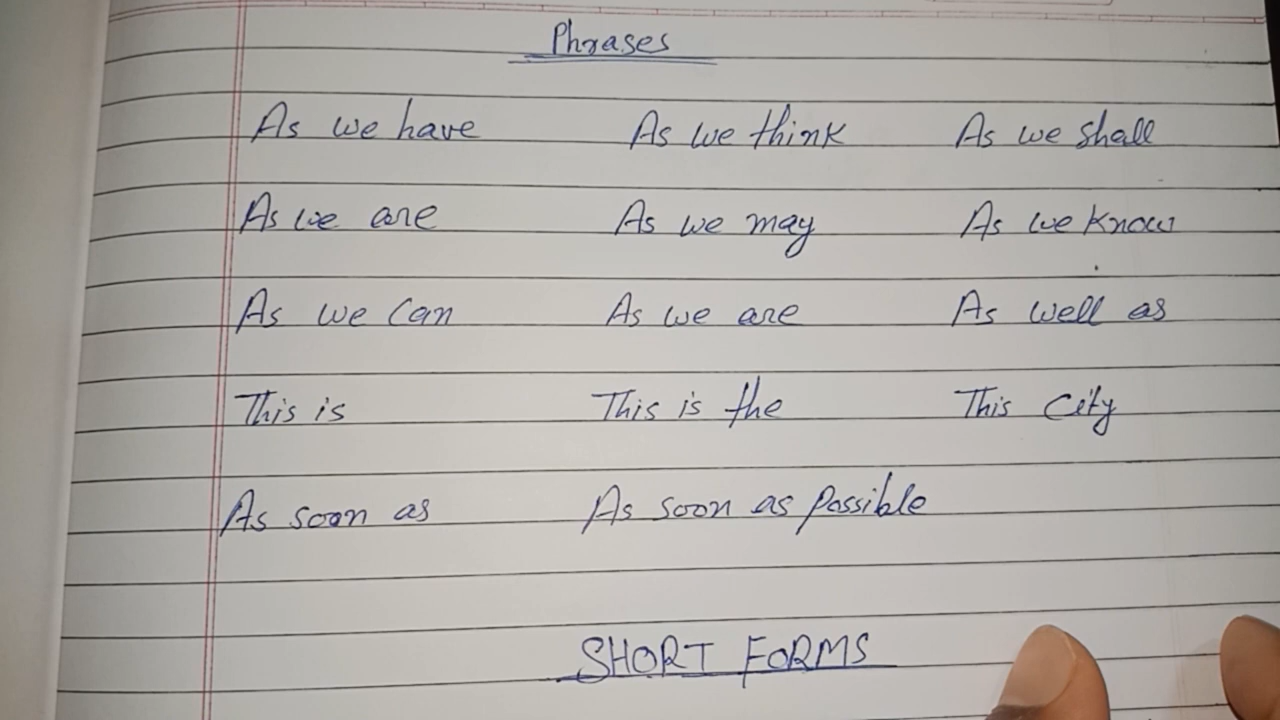 Phrases
As we have As we think As we shall
As we are As we may As we know
As we can As we are As well as
This is This is the This City
As soon as As soon as possible
SHORT FORMS